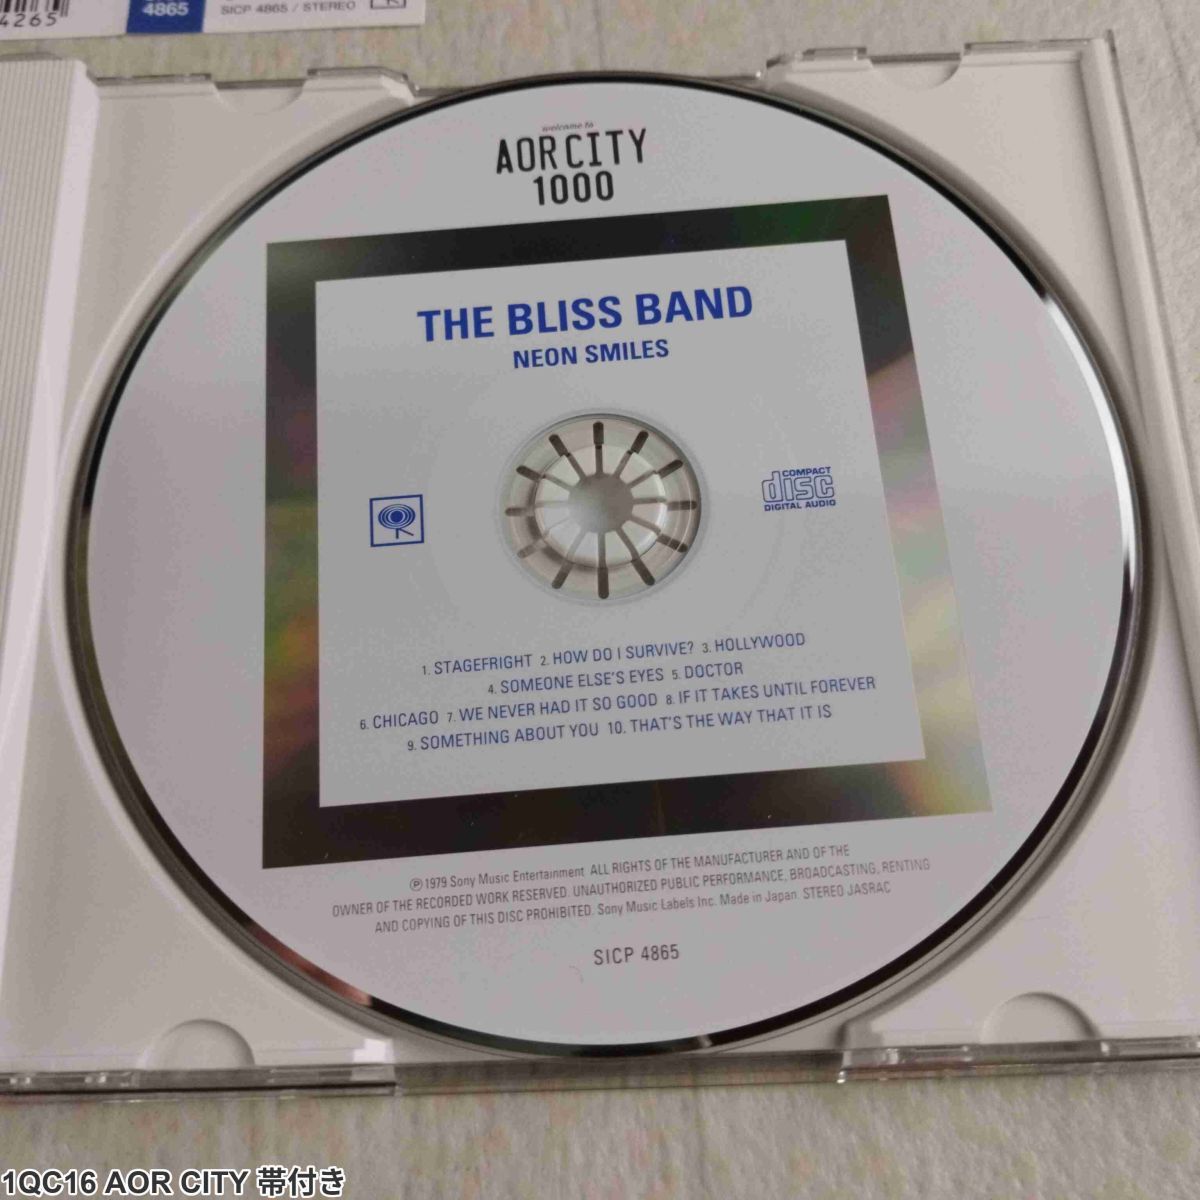 4265
4865
SICP 4865 / STEREO
welcome to
AOR CITY
1000
THE BLISS BAND
NEON SMILES
COMPACT
disc
DIGITAL AUDIO
1. STAGEFRIGHT 2. HOW DO I SURVIVE? 3. HOLLYWOOD
4. SOMEONE ELSE'S EYES 5. DOCTOR
6. CHICAGO 7. WE NEVER HAD IT SO GOOD 8. IF IT TAKES UNTIL FOREVER
9. SOMETHING ABOUT YOU 10. THAT'S THE WAY THAT IT IS
℗ 1979 Sony Music Entertainment ALL RIGHTS OF THE MANUFACTURER AND OF THE
OWNER OF THE RECORDED WORK RESERVED. UNAUTHORIZED PUBLIC PERFORMANCE, BROADCASTING, RENTING
AND COPYING OF THIS DISC PROHIBITED. Sony Music Labels Inc. Made in Japan. STEREO JASRAC
SICP 4865
1QC16 AOR CITY 帯付き